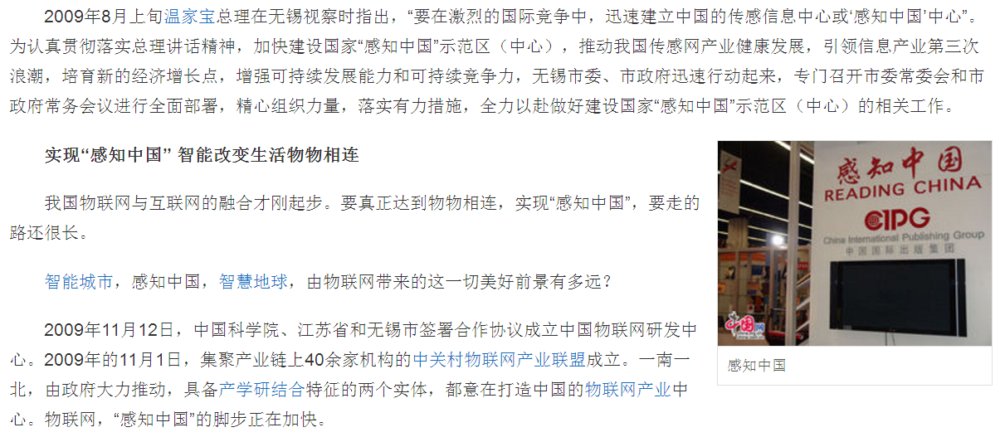 2009年8月上旬温家宝总理在无锡视察时指出，“要在激烈的国际竞争中，迅速建立中国的传感信息中心或‘感知中国’中心”。
为认真贯彻落实总理讲话精神，加快建设国家“感知中国”示范区（中心），推动我国传感网产业健康发展，引领信息产业第三次
浪潮，培育新的经济增长点，增强可持续发展能力和可持续竞争力，无锡市委、市政府迅速行动起来，专门召开市委常委会和市
政府常务会议进行全面部署，精心组织力量，落实有力措施，全力以赴做好建设国家“感知中国”示范区（中心）的相关工作。
实现“感知中国” 智能改变生活物物相连
我国物联网与互联网的融合才刚起步。要真正达到物物相连，实现“感知中国”，要走的
路还很长。
智能城市，感知中国，智慧地球，由物联网带来的这一切美好前景有多远？
2009年11月12日，中国科学院、江苏省和无锡市签署合作协议成立中国物联网研发中
心。2009年的11月1日，集聚产业链上40余家机构的中关村物联网产业联盟成立。一南一
北，由政府大力推动，具备产学研结合特征的两个实体，都意在打造中国的物联网产业中
心。物联网，“感知中国”的脚步正在加快。
感知中国
READING CHINA
CIPG
China International Publishing Group
中国国际出版集团
中国网
感知中国